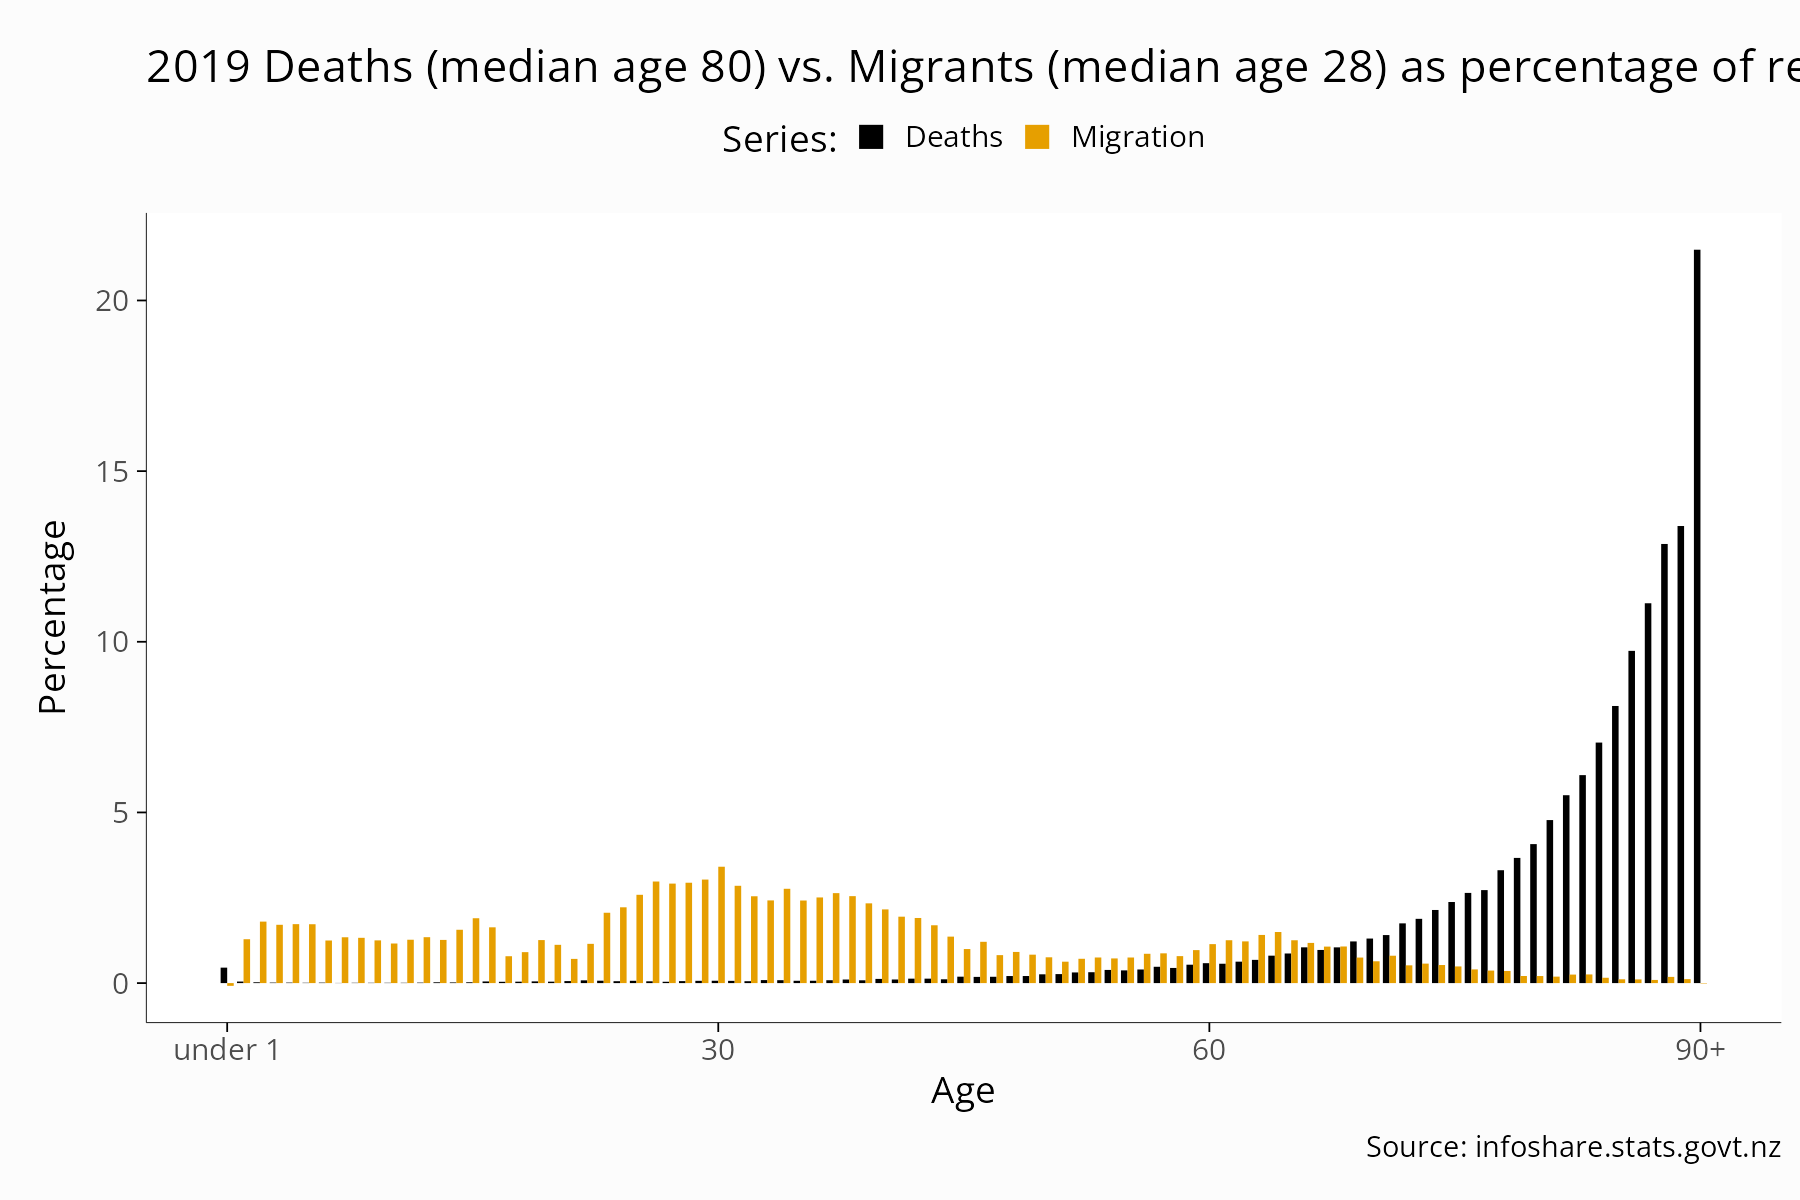 2019 Deaths (median age 80) vs. Migrants (median age 28) as percentage of re
Series: Deaths Migration
Percentage
20
15
10
5
0
under 1 30 60 90+
Age
Source: infoshare.stats.govt.nz